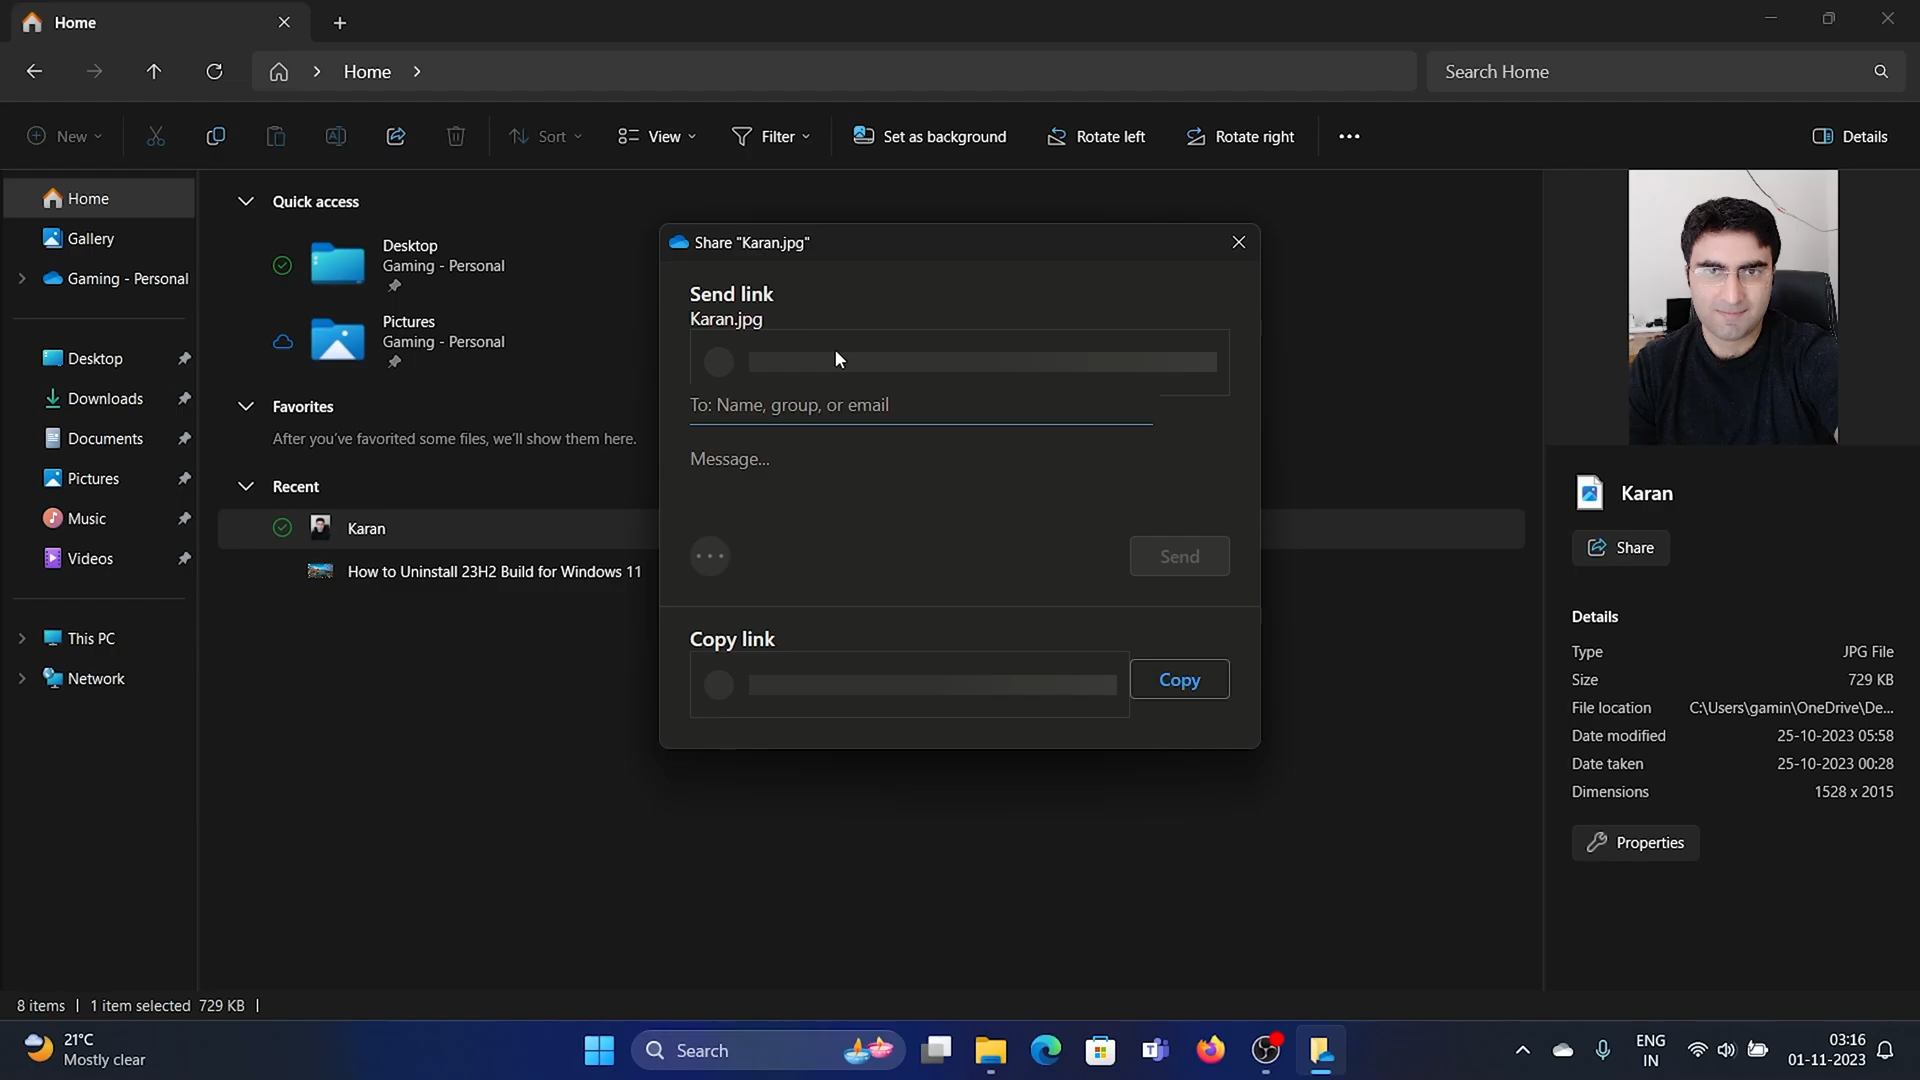 Home
Home
Search Home
New
Sort
View
Filter
Set as background
Rotate left
Rotate right
Details
Home
Gallery
Gaming - Personal
Desktop
Downloads
Documents
Pictures
Music
Videos
This PC
Network
Quick access
Desktop
Gaming - Personal
Pictures
Gaming - Personal
Favorites
After you've favorited some files, we'll show them here.
Recent
Karan
How to Uninstall 23H2 Build for Windows 11
Share "Karan.jpg"
Send link
Karan.jpg
To: Name, group, or email
Message...
Send
Copy link
Copy
Karan
Share
Details
Type JPG File
Size 729 KB
File location C:\Users\gamin\OneDrive\De...
Date modified 25-10-2023 05:58
Date taken 25-10-2023 00:28
Dimensions 1528 x 2015
Properties
8 items | 1 item selected 729 KB |
21°C
Mostly clear
Search
ENG
IN
03:16
01-11-2023